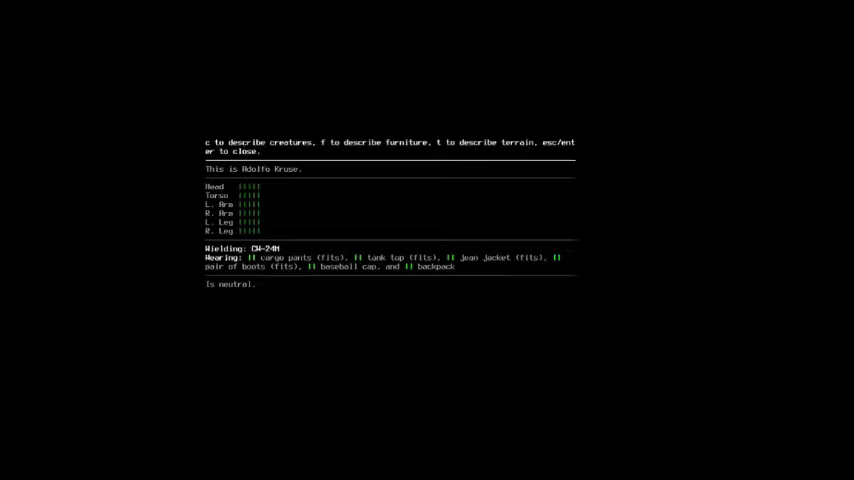 c to describe creatures, f to describe furniture, t to describe terrain, esc/ent
er to close.
This is Adolfo Kruse.
Head |||||
Torso |||||
L. Arm |||||
R. Arm |||||
L. Leg |||||
R. Leg |||||
Wielding: CW-24M
Wearing: || cargo pants (fits), || tank top (fits), || jean jacket (fits), ||
pair of boots (fits), || baseball cap, and || backpack
Is neutral.